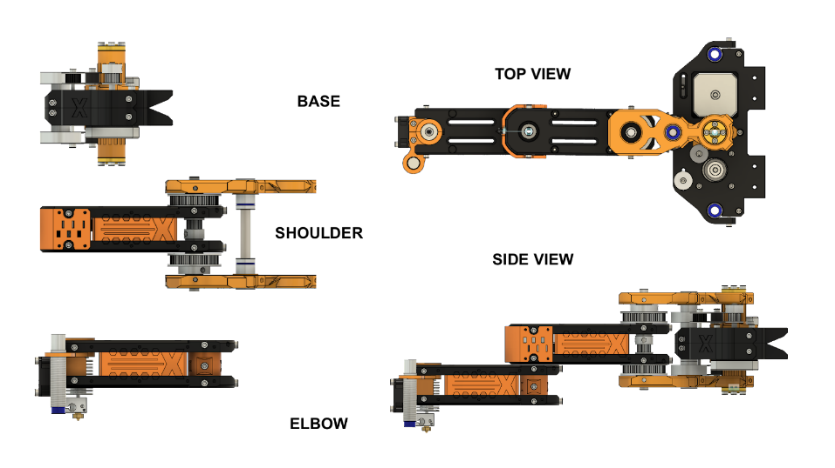 TOP VIEW
BASE
SHOULDER
SIDE VIEW
ELBOW
X
X
X
X
X